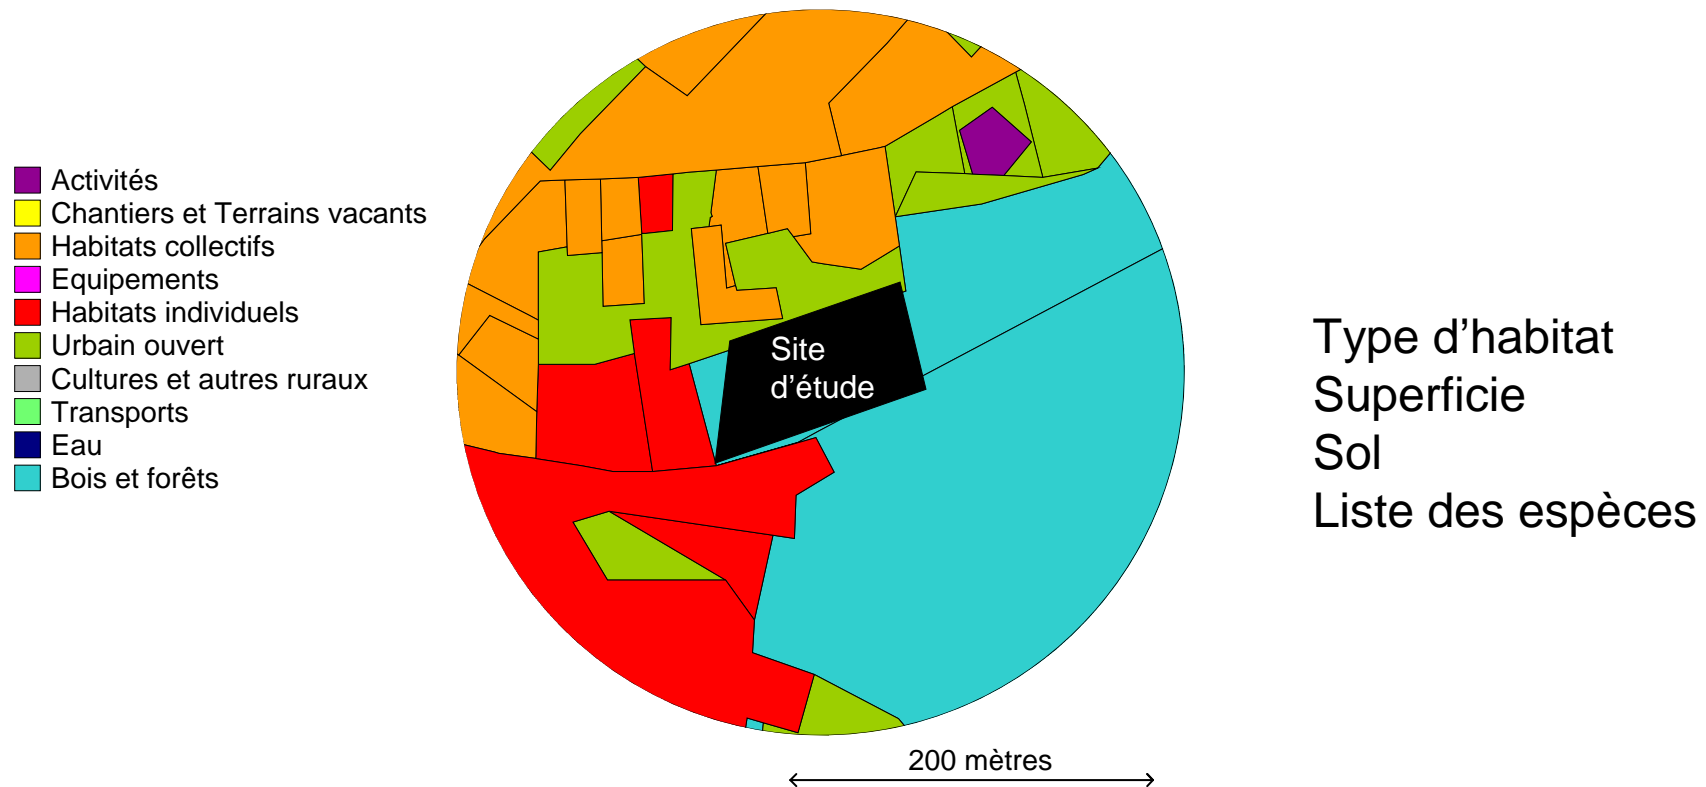 Activités
Chantiers et Terrains vacants
Habitats collectifs
Equipements
Habitats individuels
Urbain ouvert
Cultures et autres ruraux
Transports
Eau
Bois et forêts
Site
d’étude
200 mètres
Type d’habitat
Superficie
Sol
Liste des espèces